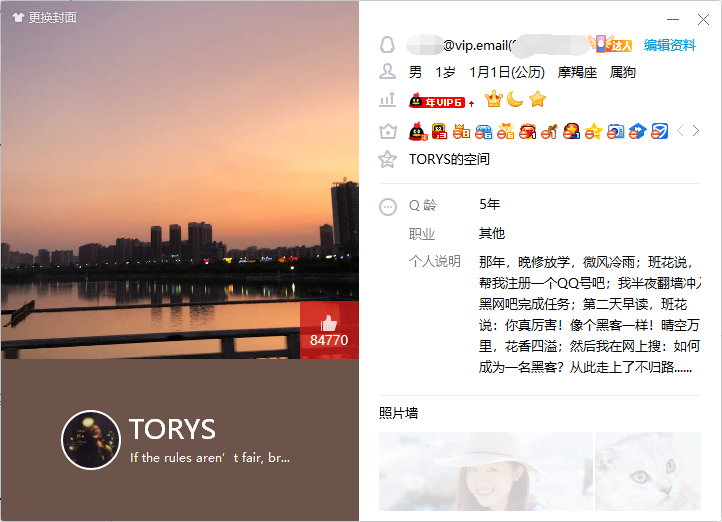 更换封面
84770
TORYS
If the rules aren't fair, br...
@vip.email(
达人
编辑资料
男 1岁 1月1日(公历) 摩羯座 属狗
年VIP6
TORYS的空间
Q 龄 5年
职业 其他
个人说明 那年，晚修放学，微风冷雨；班花说，
帮我注册一个QQ号吧；我半夜翻墙冲入
黑网吧完成任务；第二天早读，班花
说：你真厉害！像个黑客一样！晴空万
里，花香四溢；然后我在网上搜：如何
成为一名黑客？从此走上了不归路......
照片墙